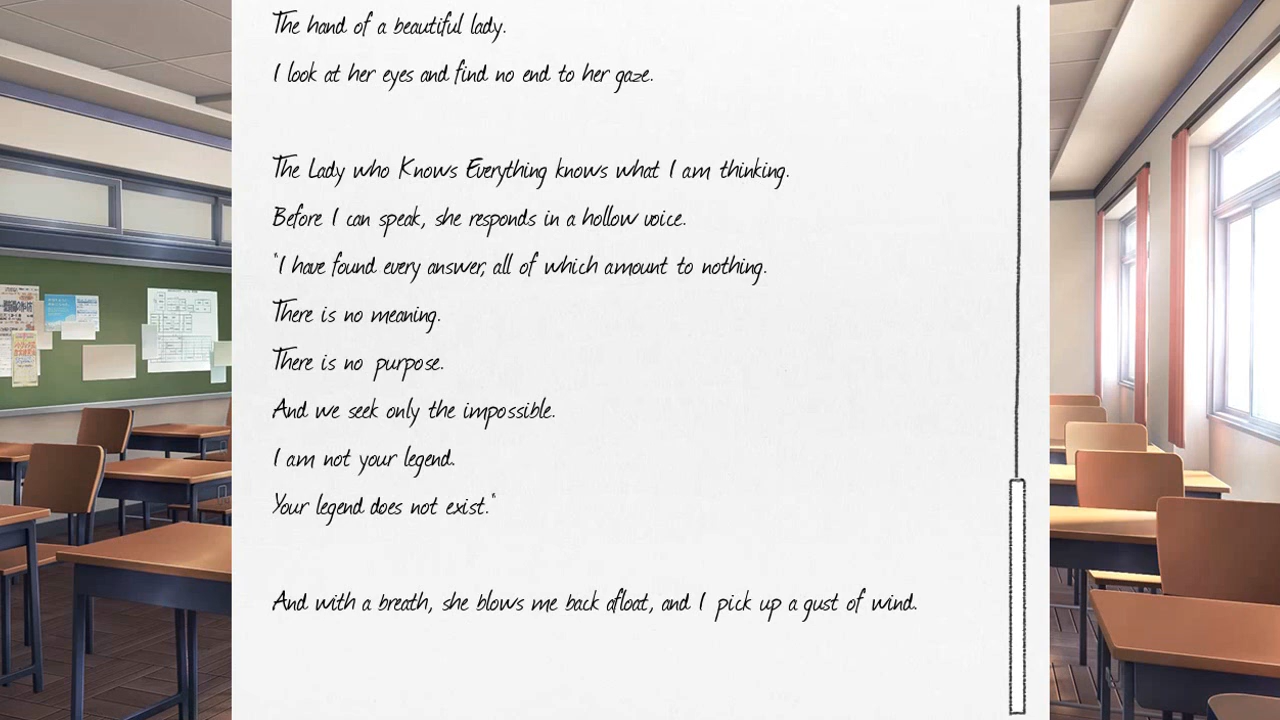 The hand of a beautiful lady.
I look at her eyes and find no end to her gaze.
The Lady who Knows Everything knows what I am thinking.
Before I can speak, she responds in a hollow voice.
"I have found every answer, all of which amount to nothing.
There is no meaning.
There is no purpose.
And we seek only the impossible.
I am not your legend.
Your legend does not exist."
And with a breath, she blows me back afloat, and I pick up a gust of wind.